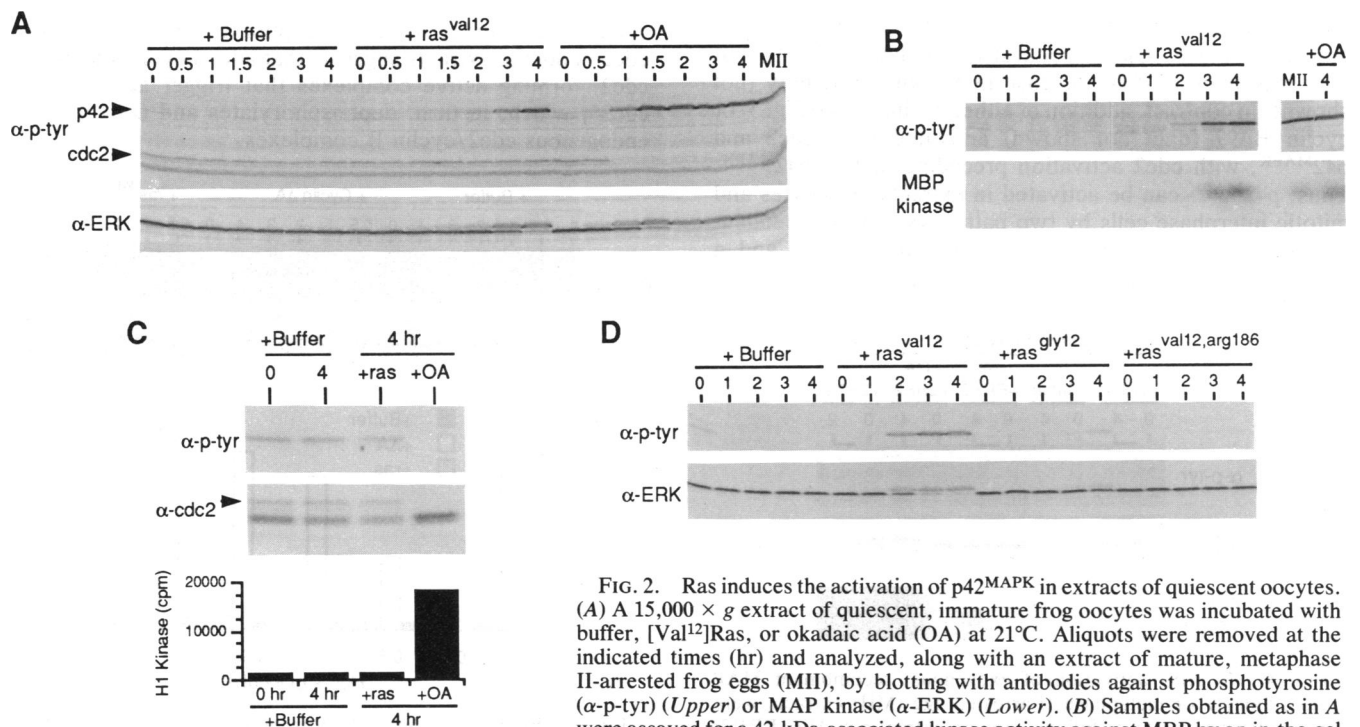 A
+ Buffer + ras val12 +OA
0 0.5 1 1.5 2 3 4 0 0.5 1 1.5 2 3 4 0 0.5 1 1.5 2 3 4 MII
p42
α-p-tyr
cdc2
α-ERK
B
+ Buffer + ras val12 +OA
0 1 2 3 4 0 1 2 3 4 MII 4
α-p-tyr
MBP
kinase
C
+Buffer 4 hr
0 4 +ras +OA
α-p-tyr
α-cdc2
H1 Kinase (cpm)
20000
10000
0
0 hr 4 hr +ras +OA
+Buffer 4 hr
D
+ Buffer + ras val12 +ras gly12 +ras val12,arg186
0 1 2 3 4 0 1 2 3 4 0 1 2 3 4 0 1 2 3 4
α-p-tyr
α-ERK
FIG. 2. Ras induces the activation of p42MAPK in extracts of quiescent oocytes.
(A) A 15,000 × g extract of quiescent, immature frog oocytes was incubated with
buffer, [Val12]Ras, or okadaic acid (OA) at 21°C. Aliquots were removed at the
indicated times (hr) and analyzed, along with an extract of mature, metaphase
II-arrested frog eggs (MII), by blotting with antibodies against phosphotyrosine
(α-p-tyr) (Upper) or MAP kinase (α-ERK) (Lower). (B) Samples obtained as in A